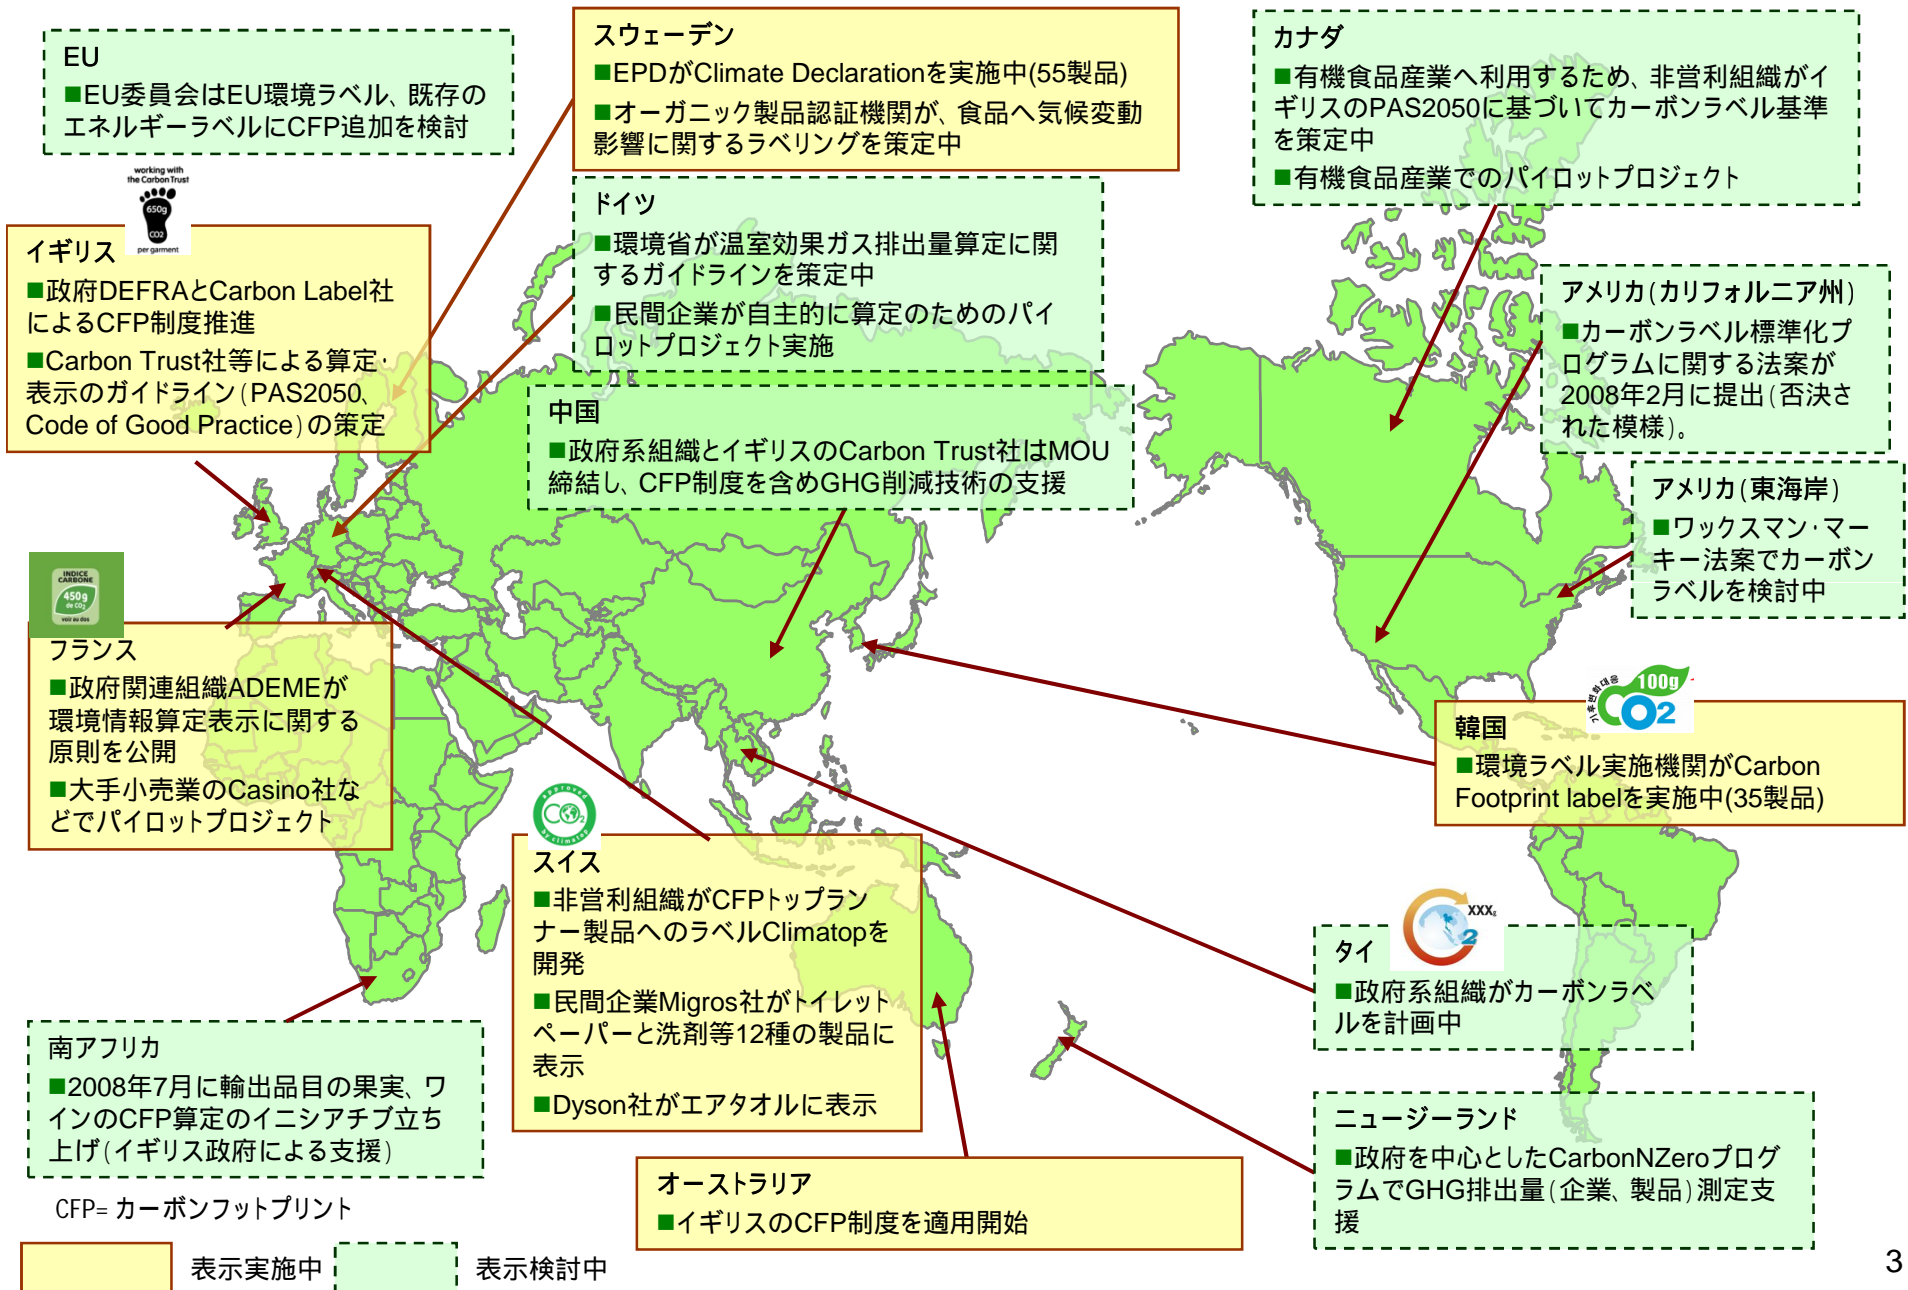 EU
■EU委員会はEU環境ラベル、既存の
エネルギーラベルにCFP追加を検討
スウェーデン
■EPDがClimate Declarationを実施中(55製品)
■オーガニック製品認証機関が、食品へ気候変動
影響に関するラベリングを策定中
カナダ
■有機食品産業へ利用するため、非営利組織がイ
ギリスのPAS2050に基づいてカーボンラベル基準
を策定中
■有機食品産業でのパイロットプロジェクト
working with
the Carbon Trust
650g
CO2
per garment
イギリス
■政府DEFRAとCarbon Label社
によるCFP制度推進
■Carbon Trust社等による算定・
表示のガイドライン(PAS2050、
Code of Good Practice)の策定
ドイツ
■環境省が温室効果ガス排出量算定に関
するガイドラインを策定中
■民間企業が自主的に算定のためのパイ
ロットプロジェクト実施
中国
■政府系組織とイギリスのCarbon Trust社はMOU
締結し、CFP制度を含めGHG削減技術の支援
アメリカ(カリフォルニア州)
■カーボンラベル標準化プ
ログラムに関する法案が
2008年2月に提出(否決さ
れた模様)。
アメリカ(東海岸)
■ワックスマン・マー
キー法案でカーボン
ラベルを検討中
INDICE
CARBONE
450g
de CO2
voir au dos
フランス
■政府関連組織ADEMEが
環境情報算定表示に関する
原則を公開
■大手小売業のCasino社な
どでパイロットプロジェクト
기후변화대응
100g
CO2
韓国
■環境ラベル実施機関がCarbon
Footprint labelを実施中(35製品)
approved
CO2
by climatop
スイス
■非営利組織がCFPトップラン
ナー製品へのラベルClimatopを
開発
■民間企業Migros社がトイレット
ペーパーと洗剤等12種の製品に
表示
■Dyson社がエアタオルに表示
XXXg
2
タイ
■政府系組織がカーボンラベ
ルを計画中
南アフリカ
■2008年7月に輸出品目の果実、ワ
インのCFP算定のイニシアチブ立ち
上げ(イギリス政府による支援)
オーストラリア
■イギリスのCFP制度を適用開始
ニュージーランド
■政府を中心としたCarbonNZeroプログ
ラムでGHG排出量(企業、製品)測定支
援
CFP=カーボンフットプリント
表示実施中
表示検討中
3